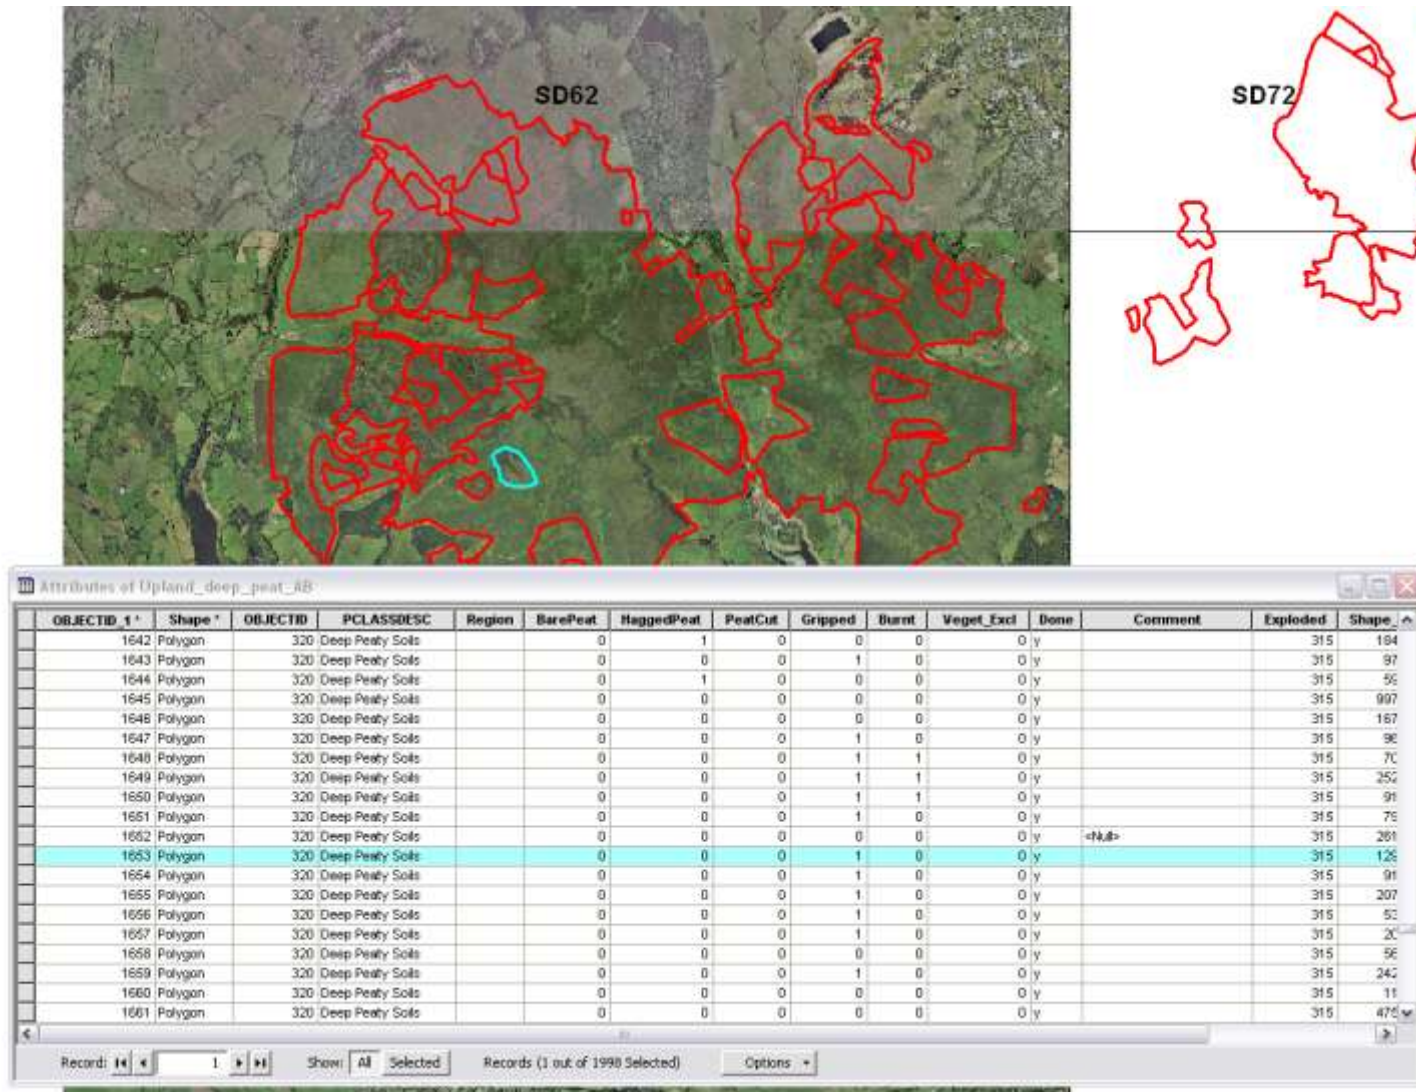 SD62
SD72
Attributes of Upland_deep_peat_AB
OBJECTID_1 * Shape * OBJECTID PCLASSDESC Region BarePeat HaggedPeat PeatCut Gripped Burnt Veget_Excl Done Comment Exploded Shape_
1642 Polygon 320 Deep Peaty Soils 0 1 0 0 0 0 y 315 184
1643 Polygon 320 Deep Peaty Soils 0 0 0 1 0 0 y 315 97
1644 Polygon 320 Deep Peaty Soils 0 1 0 0 0 0 y 315 59
1645 Polygon 320 Deep Peaty Soils 0 0 0 0 0 0 y 315 997
1646 Polygon 320 Deep Peaty Soils 0 0 0 0 0 0 y 315 167
1647 Polygon 320 Deep Peaty Soils 0 0 0 1 0 0 y 315 96
1648 Polygon 320 Deep Peaty Soils 0 0 0 1 1 0 y 315 70
1649 Polygon 320 Deep Peaty Soils 0 0 0 1 1 0 y 315 252
1650 Polygon 320 Deep Peaty Soils 0 0 0 1 1 0 y 315 91
1651 Polygon 320 Deep Peaty Soils 0 0 0 1 0 0 y 315 79
1652 Polygon 320 Deep Peaty Soils 0 0 0 0 0 0 y <Null> 315 261
1653 Polygon 320 Deep Peaty Soils 0 0 0 1 0 0 y 315 129
1654 Polygon 320 Deep Peaty Soils 0 0 0 1 0 0 y 315 91
1655 Polygon 320 Deep Peaty Soils 0 0 0 1 0 0 y 315 207
1656 Polygon 320 Deep Peaty Soils 0 0 0 1 0 0 y 315 53
1657 Polygon 320 Deep Peaty Soils 0 0 0 1 0 0 y 315 20
1658 Polygon 320 Deep Peaty Soils 0 0 0 0 0 0 y 315 56
1659 Polygon 320 Deep Peaty Soils 0 0 0 1 0 0 y 315 242
1660 Polygon 320 Deep Peaty Soils 0 0 0 0 0 0 y 315 11
1661 Polygon 320 Deep Peaty Soils 0 0 0 0 0 0 y 315 475
Record: 1 Show: All Selected Records (1 out of 1998 Selected) Options